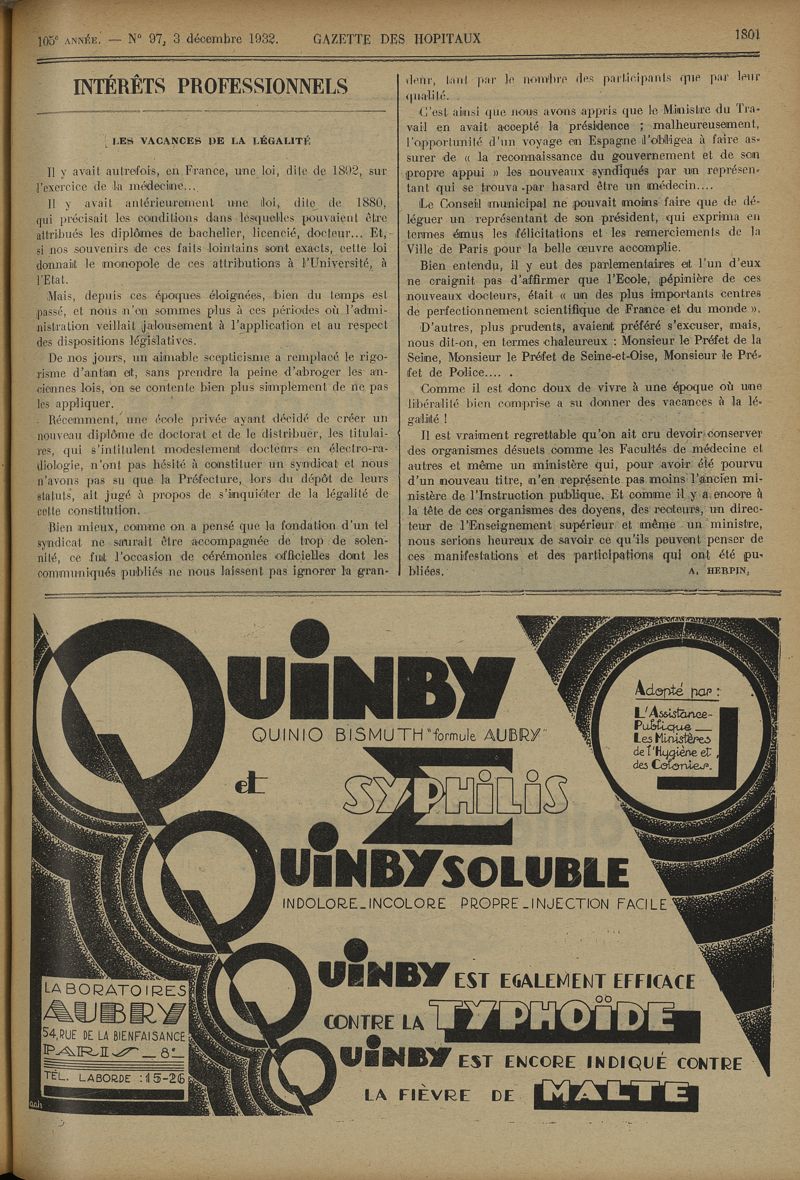 105e ANNÉE. — N° 97, 3 décembre 1932. GAZETTE DES HOPITAUX 1801
INTÉRÊTS PROFESSIONNELS
LES VACANCES DE LA LÉGALITÉ
Il y avait autrefois, en France, une loi, dite de 1892, sur
l'exercice de la médecine...
Il y avait antérieurement une loi, dite de 1880,
qui précisait les conditions dans lesquelles pouvaient être
attribués les diplômes de bachelier, licencié, docteur... Et,
si nos souvenirs de ces faits lointains sont exacts, cette loi
donnait le monopole de ces attributions à l'Université, à
l'Etat.
Mais, depuis ces époques éloignées, bien du temps est
passé, et nous n'en sommes plus à ces périodes où l'admi-
nistration veillait jalousement à l'application et au respect
des dispositions législatives.
De nos jours, un aimable scepticisme a remplacé le rigo-
risme d'antan et, sans prendre la peine d'abroger les an-
ciennes lois, on se contente bien plus simplement de ne pas
les appliquer.
Récemment, une école privée ayant décidé de créer un
nouveau diplôme de doctorat et de le distribuer, les titulai-
res, qui s'intitulent modestement docteurs en électro-ra-
diologie, n'ont pas hésité à constituer un syndicat et nous
n'avons pas su que la Préfecture, lors du dépôt de leurs
statuts, ait jugé à propos de s'inquiéter de la légalité de
cette constitution.
Bien mieux, comme on a pensé que la fondation d'un tel
syndicat ne saurait être accompagnée de trop de solen-
nité, ce fut l'occasion de cérémonies officielles dont les
communiqués publiés ne nous laissent pas ignorer la gran-
deur, tant par le nombre des participants que par leur
qualité.
C'est ainsi que nous avons appris que le Ministre du Tra-
vail en avait accepté la présidence ; malheureusement,
l'opportunité d'un voyage en Espagne l'obligea à faire as-
surer de « la reconnaissance du gouvernement et de son
propre appui » les nouveaux syndiqués par un représen-
tant qui se trouva par hasard être un médecin....
Le Conseil municipal ne pouvait moins faire que de dé-
léguer un représentant de son président, qui exprima en
termes émus les félicitations et les remerciements de la
Ville de Paris pour la belle œuvre accomplie.
Bien entendu, il y eut des parlementaires et l'un d'eux
ne craignit pas d'affirmer que l'Ecole, pépinière de ces
nouveaux docteurs, était « un des plus importants centres
de perfectionnement scientifique de France et du monde ».
D'autres, plus prudents, avaient préféré s'excuser, mais,
nous dit-on, en termes chaleureux : Monsieur le Préfet de la
Seine, Monsieur le Préfet de Seine-et-Oise, Monsieur le Pré-
fet de Police.... .
Comme il est donc doux de vivre à une époque où une
libéralité bien comprise a su donner des vacances à la lé-
galité !
Il est vraiment regrettable qu'on ait cru devoir conserver
des organismes désuets comme les Facultés de médecine et
autres et même un ministère qui, pour avoir été pourvu
d'un nouveau titre, n'en représente pas moins l'ancien mi-
nistère de l'Instruction publique. Et comme il y a encore à
la tête de ces organismes des doyens, des recteurs, un direc-
teur de l'Enseignement supérieur et même un ministre,
nous serions heureux de savoir ce qu'ils peuvent penser de
ces manifestations et des participations qui ont été pu-
bliées. A. HERPIN.
QUINBY
QUINIO BISMUTH "formule AUBRY"
et SYPHILIS
QUINBY SOLUBLE
INDOLORE_INCOLORE PROPRE_INJECTION FACILE
Adopté par :
L'Assistance-
Publique
Les Ministères
de l'Hygiène et
des Colonies.
QUINBY EST EGALEMENT EFFICACE
CONTRE LA TYPHOÏDE
QUINBY EST ENCORE INDIQUÉ CONTRE
LA FIÈVRE DE MALTE
LABORATOIRES
AUBRY
54, RUE DE LA BIENFAISANCE
PARIS_8e
TÉL. LABORDE : 15-26